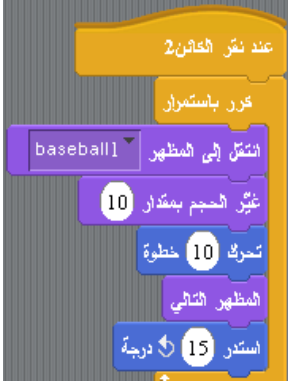 عند نقر الكائن2
كرر باستمرار
انتقل إلى المظهر baseball1
غيّر الحجم بمقدار 10
تحرك 10 خطوة
المظهر التالي
استدر 15 درجة